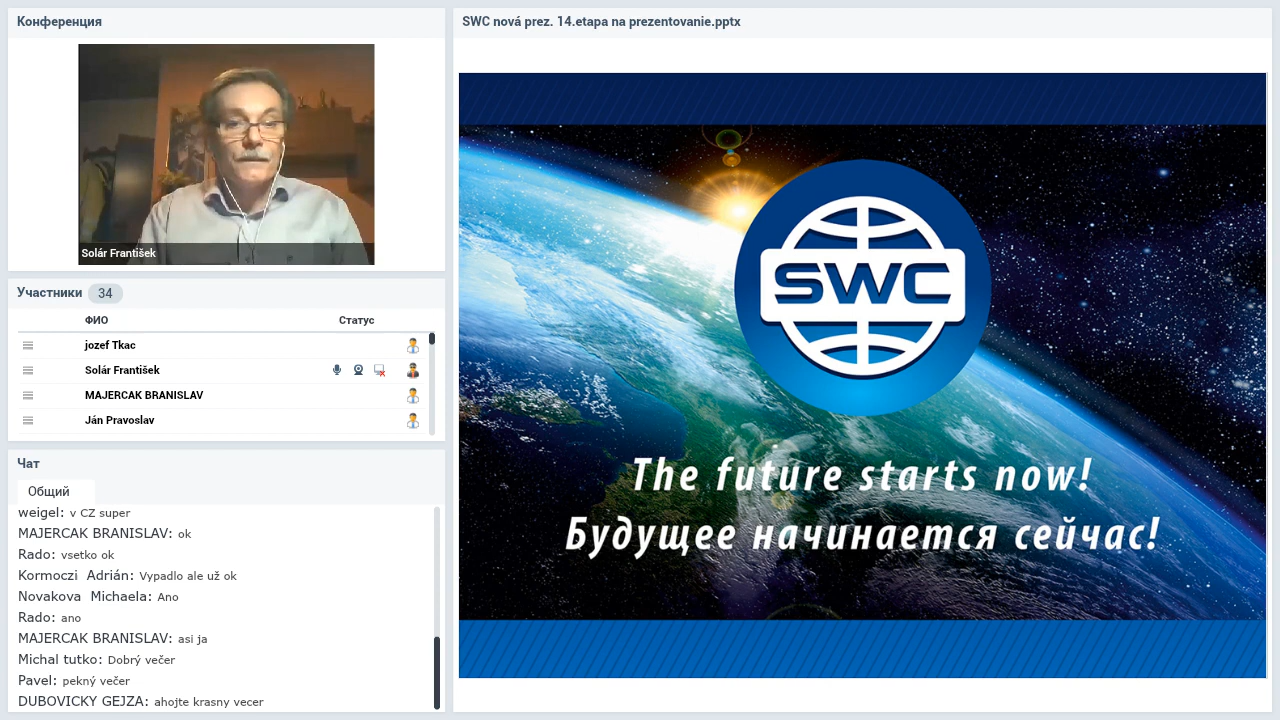 Конференция
Solár František
Участники 34
ФИО Статус
jozef Tkac
Solár František
MAJERCAK BRANISLAV
Ján Pravoslav
Чат
Общий
weigel: v CZ super
MAJERCAK BRANISLAV: ok
Rado: vsetko ok
Kormoczi Adrián: Vypadlo ale už ok
Novakova Michaela: Ano
Rado: ano
MAJERCAK BRANISLAV: asi ja
Michal tutko: Dobrý večer
Pavel: pekný večer
DUBOVICKY GEJZA: ahojte krasny vecer
SWC nová prez. 14.etapa na prezentovanie.pptx
SWC
The future starts now!
Будущее начинается сейчас!